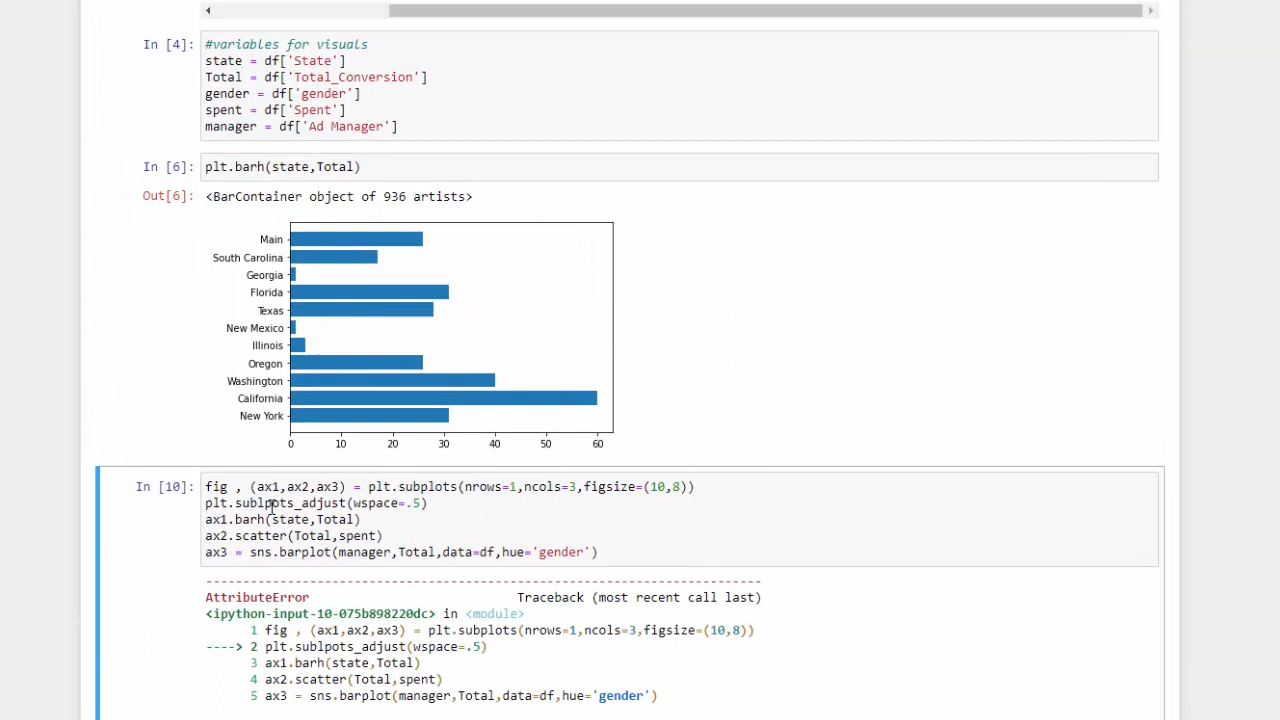 In [4]: #variables for visuals
state = df['State']
Total = df['Total_Conversion']
gender = df['gender']
spent = df['Spent']
manager = df['Ad Manager']
In [6]: plt.barh(state,Total)
Out[6]: <BarContainer object of 936 artists>
Main
South Carolina
Georgia
Florida
Texas
New Mexico
Illinois
Oregon
Washington
California
New York
0 10 20 30 40 50 60
In [10]: fig , (ax1,ax2,ax3) = plt.subplots(nrows=1,ncols=3,figsize=(10,8))
plt.sublpots_adjust(wspace=.5)
ax1.barh(state,Total)
ax2.scatter(Total,spent)
ax3 = sns.barplot(manager,Total,data=df,hue='gender')
---------------------------------------------------------------------------
AttributeError Traceback (most recent call last)
<ipython-input-10-075b898220dc> in <module>
1 fig , (ax1,ax2,ax3) = plt.subplots(nrows=1,ncols=3,figsize=(10,8))
----> 2 plt.sublpots_adjust(wspace=.5)
3 ax1.barh(state,Total)
4 ax2.scatter(Total,spent)
5 ax3 = sns.barplot(manager,Total,data=df,hue='gender')